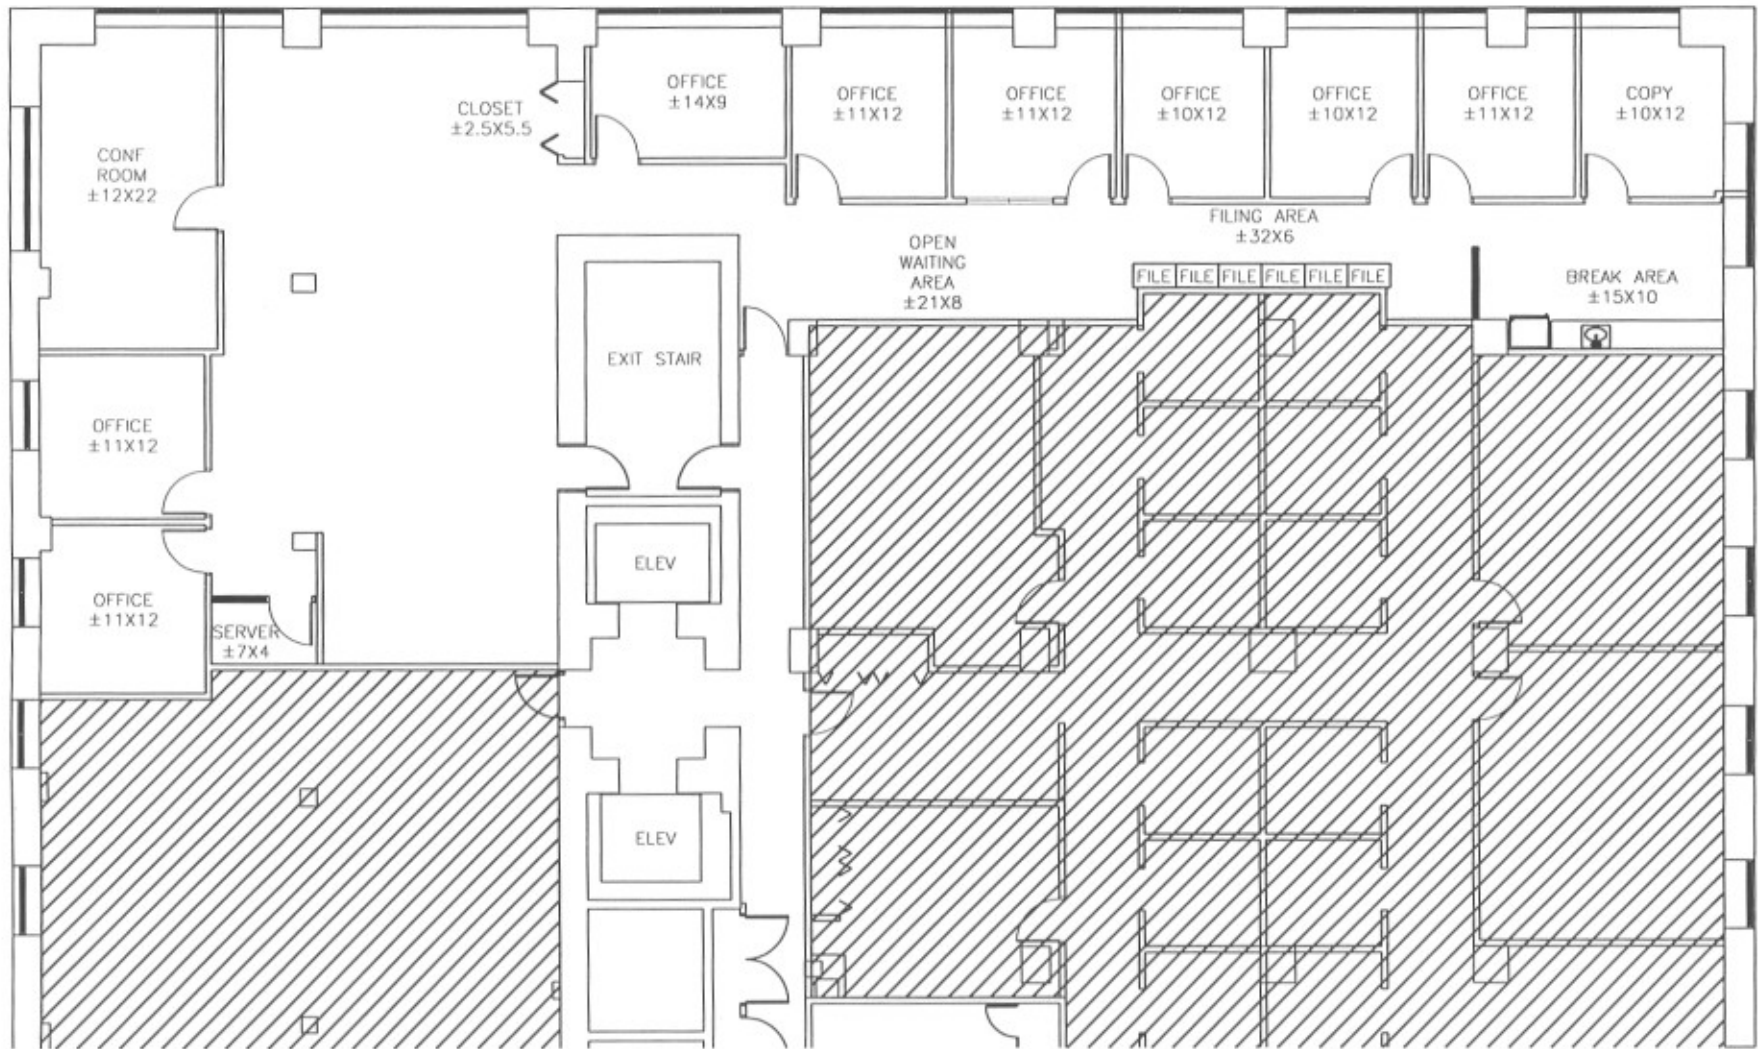 CONF
ROOM
±12X22
CLOSET
±2.5X5.5
OFFICE
±14X9
OFFICE
±11X12
OFFICE
±11X12
OFFICE
±10X12
OFFICE
±10X12
OFFICE
±11X12
COPY
±10X12
FILING AREA
±32X6
OPEN
WAITING
AREA
±21X8
FILE FILE FILE FILE FILE FILE
BREAK AREA
±15X10
EXIT STAIR
OFFICE
±11X12
ELEV
OFFICE
±11X12
SERVER
±7X4
ELEV